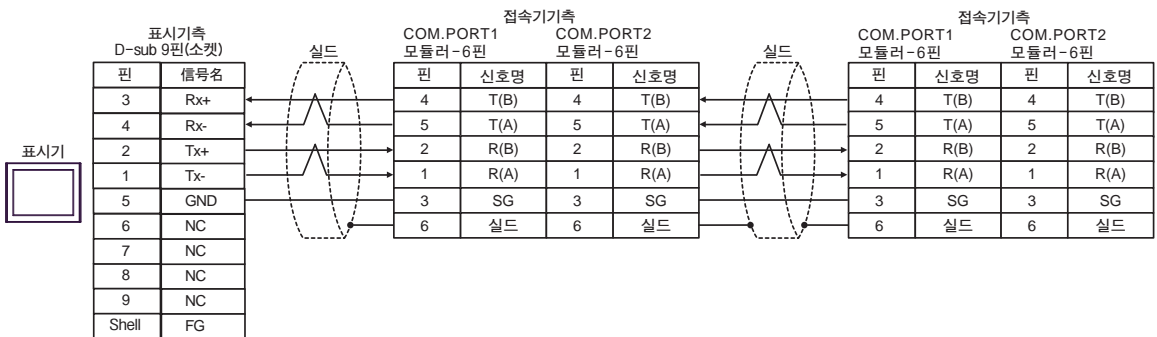 표시기
표시기측
D-sub 9핀(소켓)
핀 信号名
3 Rx+
4 Rx-
2 Tx+
1 Tx-
5 GND
6 NC
7 NC
8 NC
9 NC
Shell FG
실드
접속기기측
COM.PORT1 COM.PORT2
모듈러-6핀 모듈러-6핀
핀 신호명 핀 신호명
4 T(B) 4 T(B)
5 T(A) 5 T(A)
2 R(B) 2 R(B)
1 R(A) 1 R(A)
3 SG 3 SG
6 실드 6 실드
실드
접속기기측
COM.PORT1 COM.PORT2
모듈러-6핀 모듈러-6핀
핀 신호명 핀 신호명
4 T(B) 4 T(B)
5 T(A) 5 T(A)
2 R(B) 2 R(B)
1 R(A) 1 R(A)
3 SG 3 SG
6 실드 6 실드